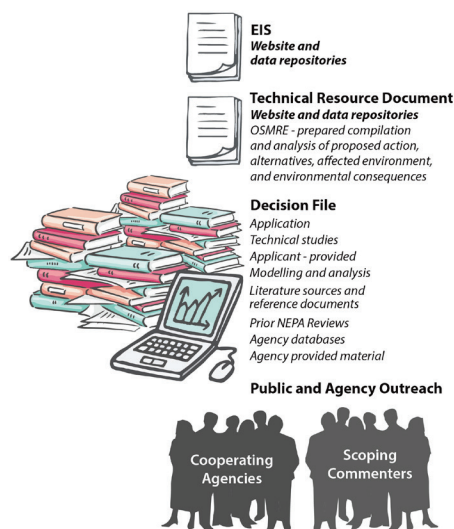 EIS
Website and
data repositories
Technical Resource Document
Website and data repositories
OSMRE - prepared compilation
and analysis of proposed action,
alternatives, affected environment,
and environmental consequences
Decision File
Application
Technical studies
Applicant - provided
Modelling and analysis
Literature sources and
reference documents
Prior NEPA Reviews
Agency databases
Agency provided material
Public and Agency Outreach
Cooperating
Agencies
Scoping
Commenters